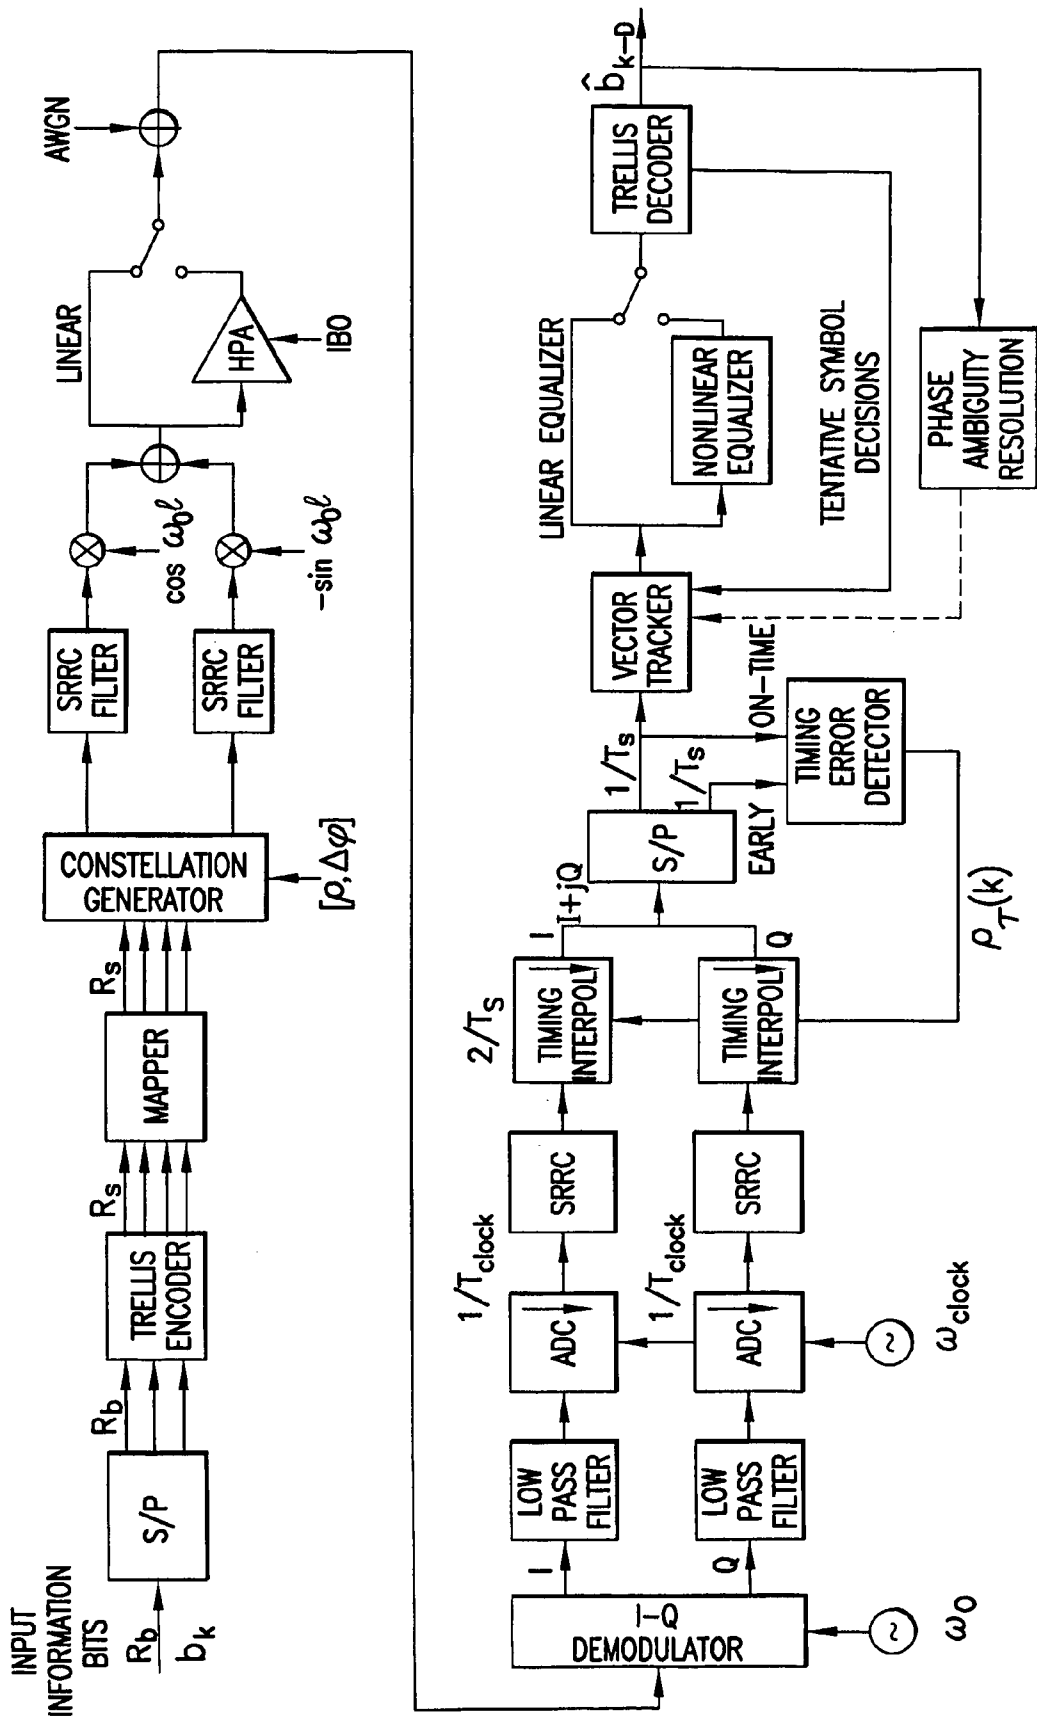 INPUT
INFORMATION
BITS
R_b
b_k
S/P
R_b
TRELLIS
ENCODER
R_s
MAPPER
R_s
CONSTELLATION
GENERATOR
[ρ,Δφ]
SRRC
FILTER
SRRC
FILTER
cos ω_0ℓ
-sin ω_0ℓ
LINEAR
HPA
IBO
AWGN
I-Q
DEMODULATOR
ω_0
I
Q
LOW
PASS
FILTER
LOW
PASS
FILTER
ADC
ADC
1/T_clock
1/T_clock
ω_clock
SRRC
SRRC
2/T_s
TIMING
INTERPOL
TIMING
INTERPOL
I
I+jQ
Q
S/P
1/T_s
1/T_s
EARLY
ON-TIME
TIMING
ERROR
DETECTOR
ρ_τ(k)
VECTOR
TRACKER
LINEAR EQUALIZER
NONLINEAR
EQUALIZER
TRELLIS
DECODER
b̂_k-D
TENTATIVE SYMBOL
DECISIONS
PHASE
AMBIGUITY
RESOLUTION